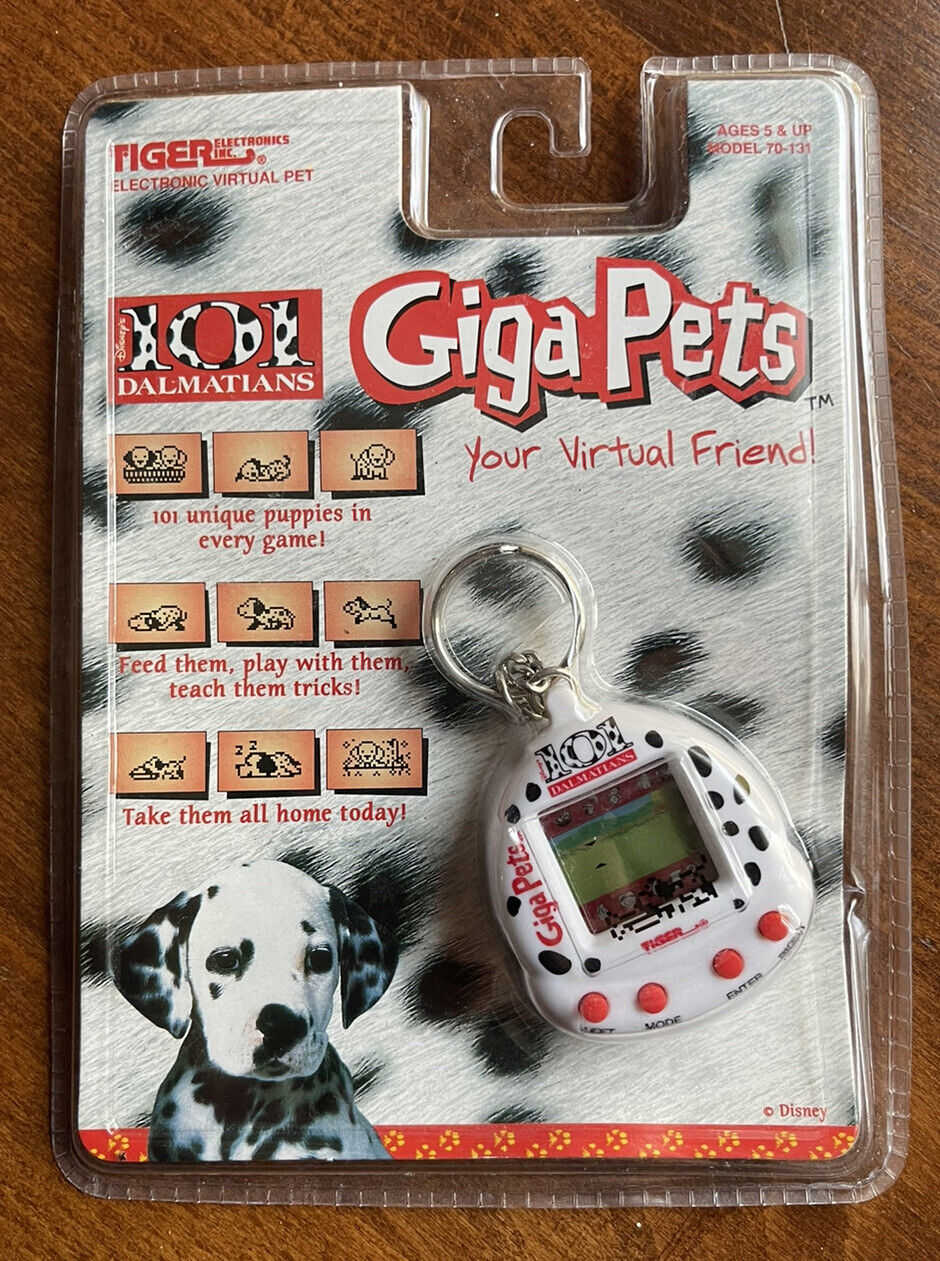 TIGER ELECTRONICS INC. ®
ELECTRONIC VIRTUAL PET
AGES 5 & UP
MODEL 70-131
Disney's
101
DALMATIANS
Giga Pets
TM
Your Virtual Friend!
101 unique puppies in
every game!
Feed them, play with them,
teach them tricks!
Z Z
Take them all home today!
101
DALMATIANS
Giga Pets
TIGER
MODE
ENTER
© Disney